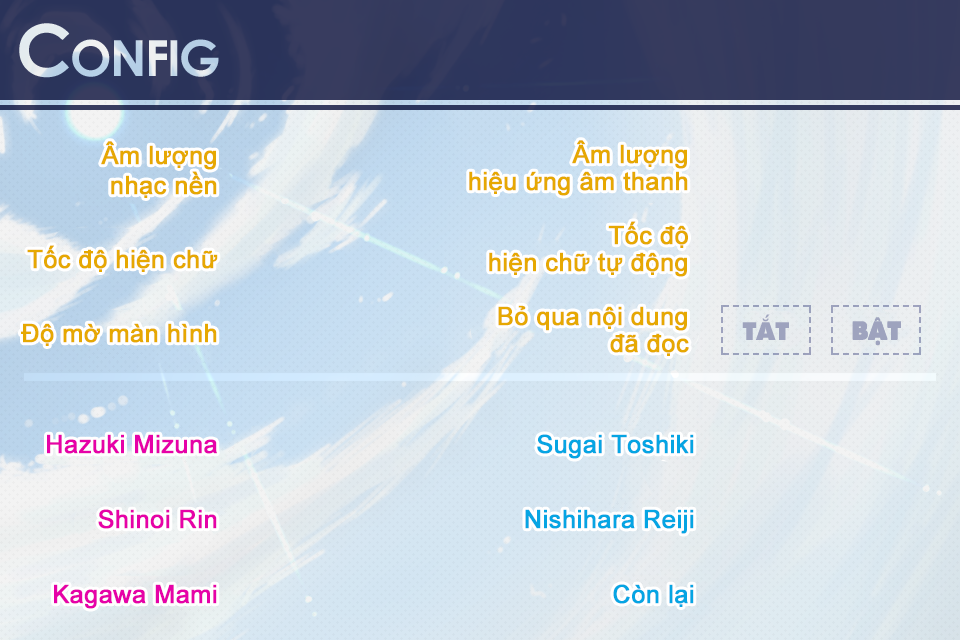 CONFIG
Âm lượng
nhạc nền
Âm lượng
hiệu ứng âm thanh
Tốc độ hiện chữ
Tốc độ
hiện chữ tự động
Độ mờ màn hình
Bỏ qua nội dung
đã đọc
TẮT
BẬT
Hazuki Mizuna
Sugai Toshiki
Shinoi Rin
Nishihara Reiji
Kagawa Mami
Còn lại